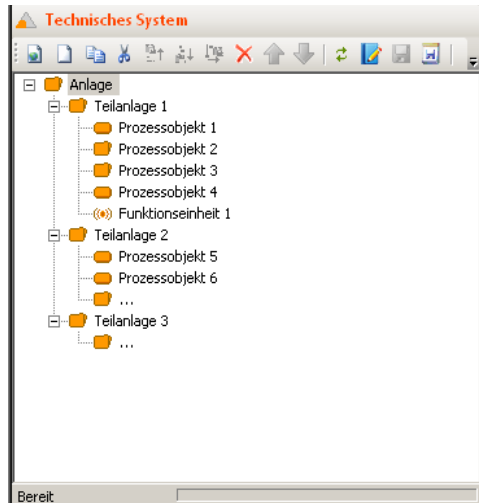 Technisches System
Anlage
Teilanlage 1
Prozessobjekt 1
Prozessobjekt 2
Prozessobjekt 3
Prozessobjekt 4
Funktionseinheit 1
Teilanlage 2
Prozessobjekt 5
Prozessobjekt 6
...
Teilanlage 3
...
Bereit